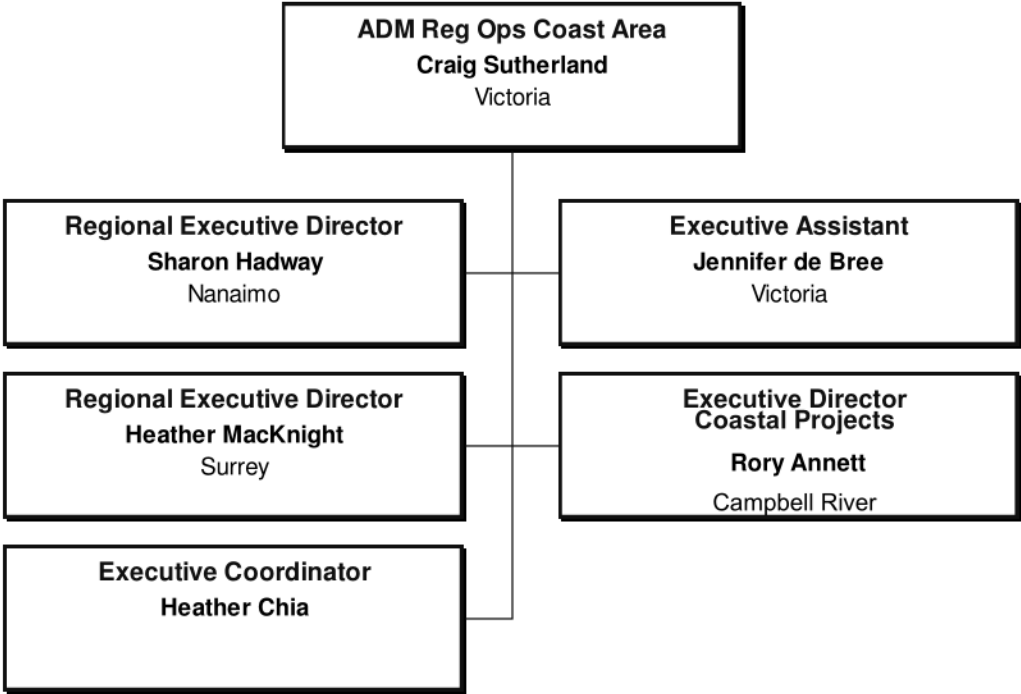 ADM Reg Ops Coast Area
Craig Sutherland
Victoria
Regional Executive Director
Sharon Hadway
Nanaimo
Executive Assistant
Jennifer de Bree
Victoria
Regional Executive Director
Heather MacKnight
Surrey
Executive Director
Coastal Projects
Rory Annett
Campbell River
Executive Coordinator
Heather Chia